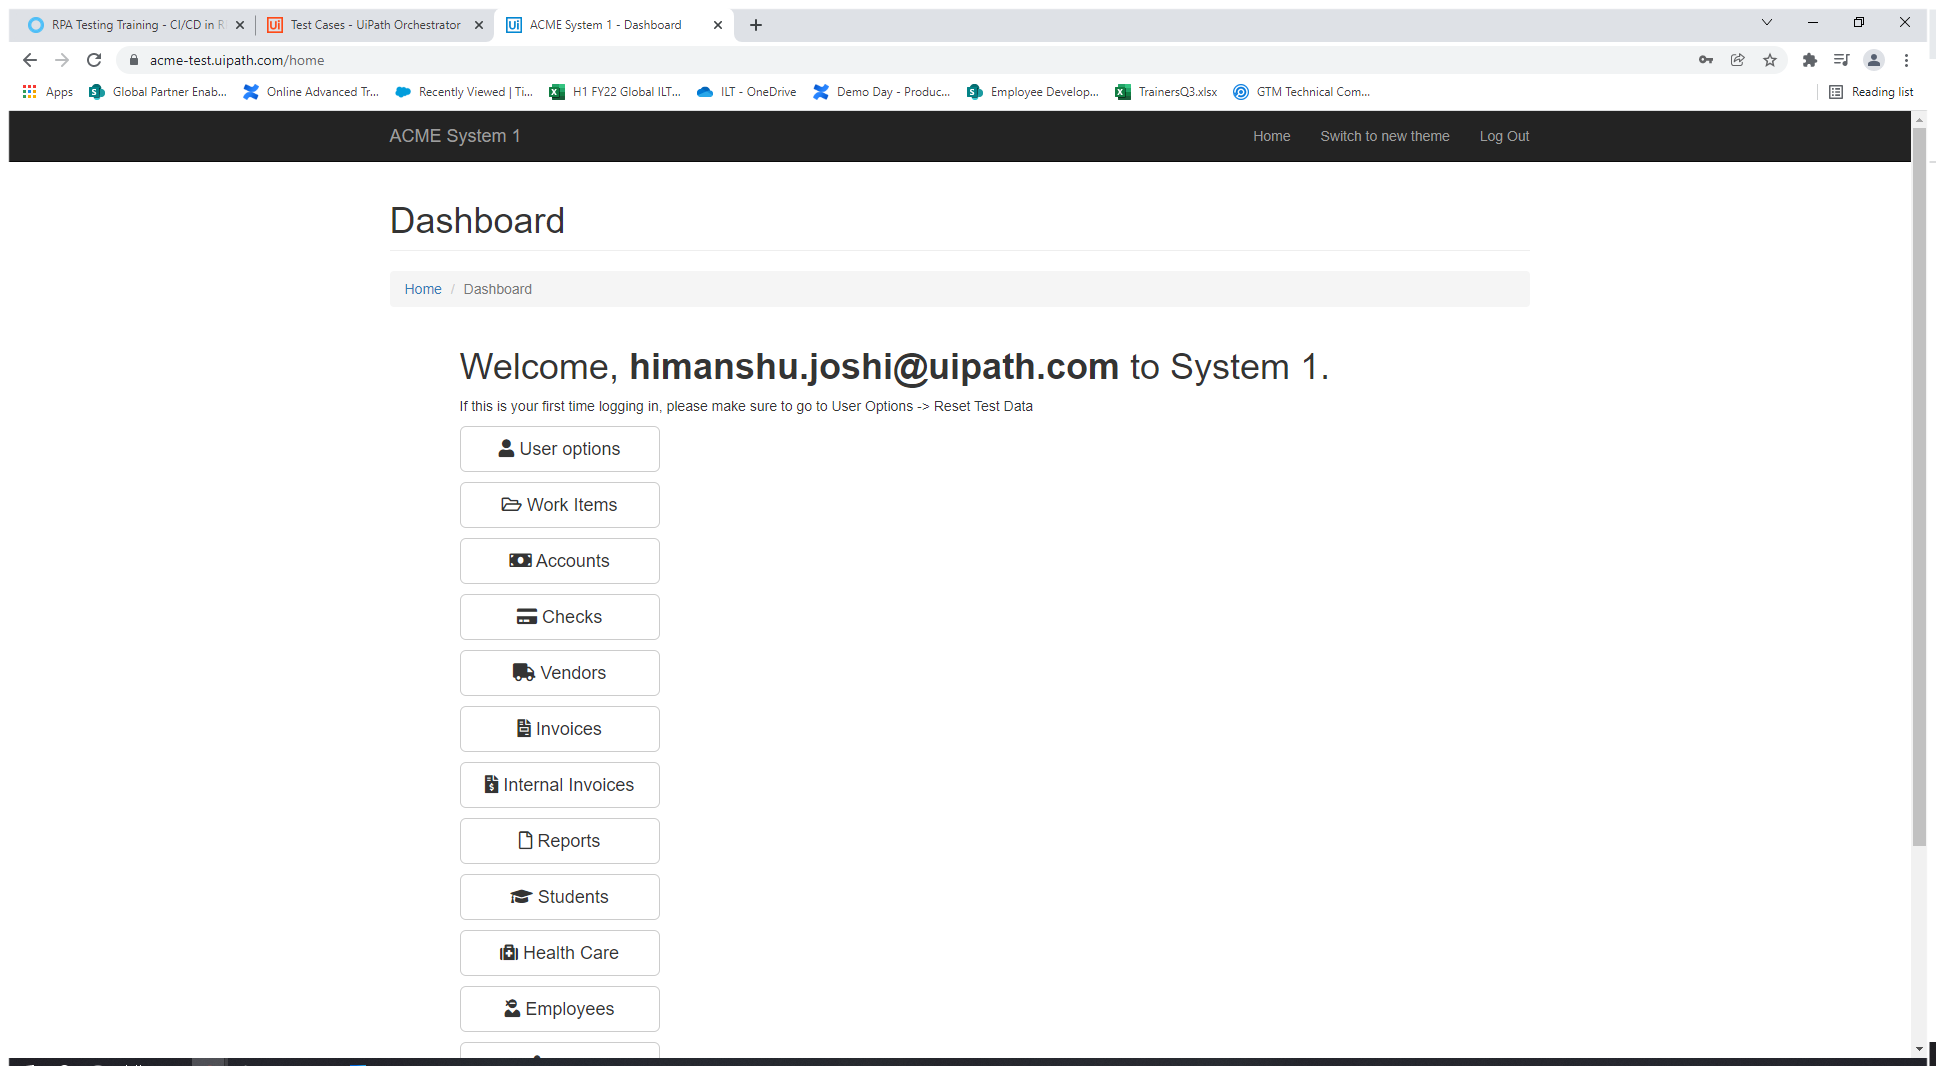 RPA Testing Training - CI/CD in R
Test Cases - UiPath Orchestrator
ACME System 1 - Dashboard
acme-test.uipath.com/home
Apps
Global Partner Enab...
Online Advanced Tr...
Recently Viewed | Ti...
H1 FY22 Global ILT...
ILT - OneDrive
Demo Day - Produc...
Employee Develop...
TrainersQ3.xlsx
GTM Technical Com...
Reading list
ACME System 1
Home
Switch to new theme
Log Out
Dashboard
Home / Dashboard
Welcome, himanshu.joshi@uipath.com to System 1.
If this is your first time logging in, please make sure to go to User Options -> Reset Test Data
User options
Work Items
Accounts
Checks
Vendors
Invoices
Internal Invoices
Reports
Students
Health Care
Employees